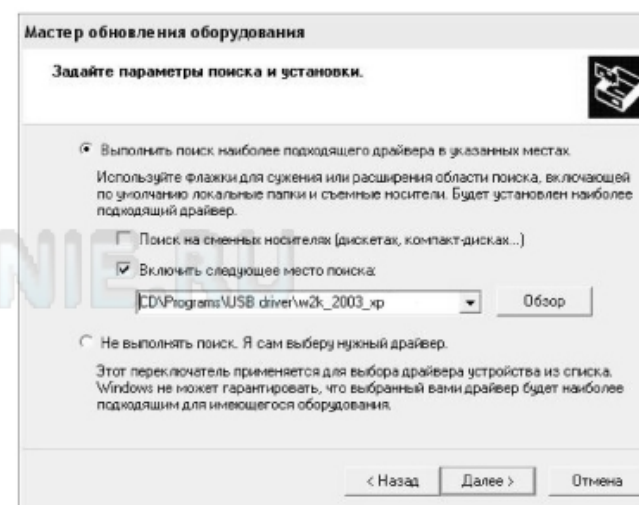 Мастер обновления оборудования
Задайте параметры поиска и установки.
Выполнить поиск наиболее подходящего драйвера в указанных местах.
Используйте флажки для сужения или расширения области поиска, включающей
по умолчанию локальные папки и съемные носители. Будет установлен наиболее
подходящий драйвер.
Поиск на сменных носителях (дискетах, компакт-дисках...)
Включить следующее место поиска:
CD\Programs\USB driver\w2k_2003_xp
Обзор
Не выполнять поиск. Я сам выберу нужный драйвер.
Этот переключатель применяется для выбора драйвера устройства из списка.
Windows не может гарантировать, что выбранный вами драйвер будет наиболее
подходящим для имеющегося оборудования.
NIE.RU
< Назад Далее > Отмена